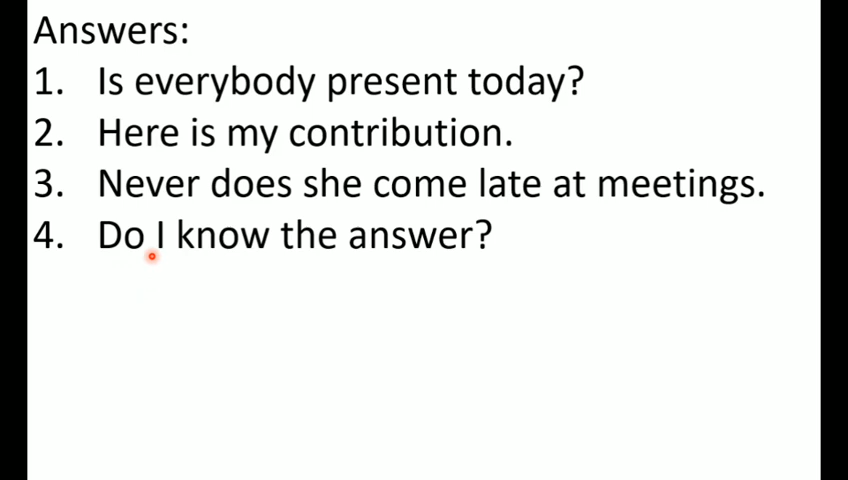 Answers:
1. Is everybody present today?
2. Here is my contribution.
3. Never does she come late at meetings.
4. Do I know the answer?